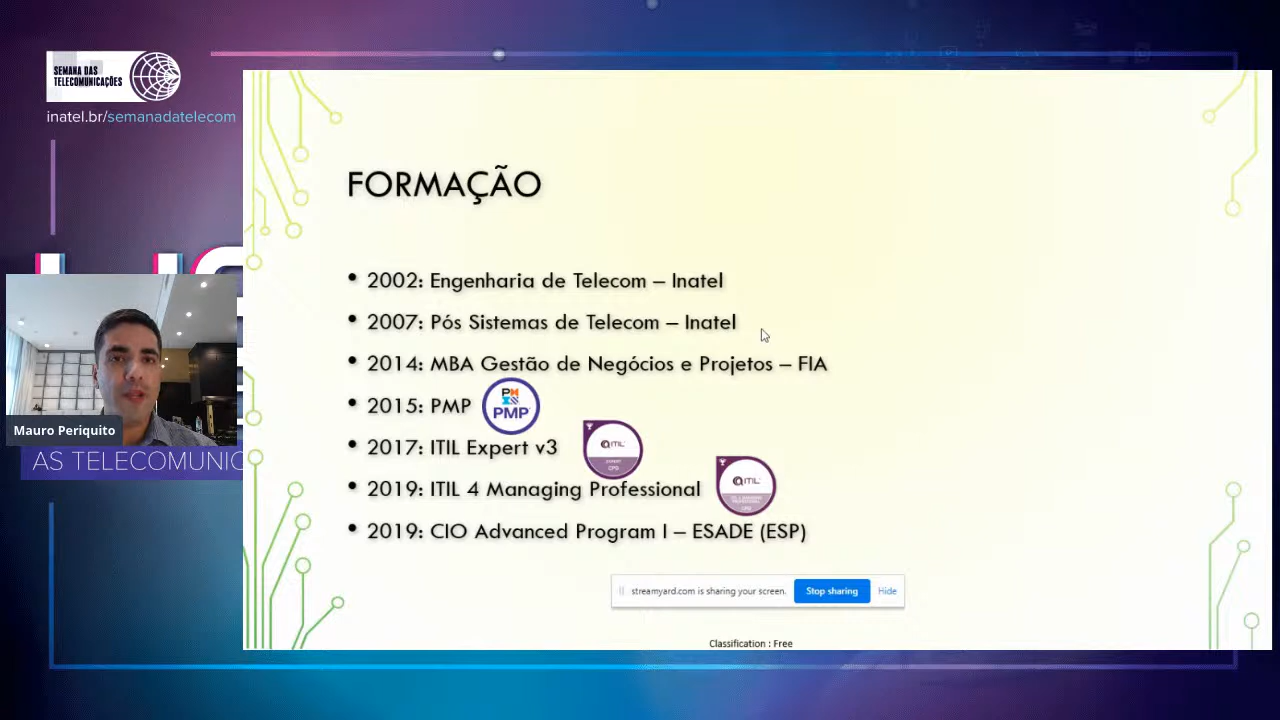 SEMANA DAS
TELECOMUNICAÇÕES
inatel.br/semanadatelecom
FORMAÇÃO
• 2002: Engenharia de Telecom – Inatel
• 2007: Pós Sistemas de Telecom – Inatel
• 2014: MBA Gestão de Negócios e Projetos – FIA
• 2015: PMP
PMP
• 2017: ITIL Expert v3
ITIL
EXPERT
CPD
• 2019: ITIL 4 Managing Professional
ITIL
CPD
• 2019: CIO Advanced Program I – ESADE (ESP)
Mauro Periquito
AS TELECOMUNIC
streamyard.com is sharing your screen.
Stop sharing
Hide
Classification : Free